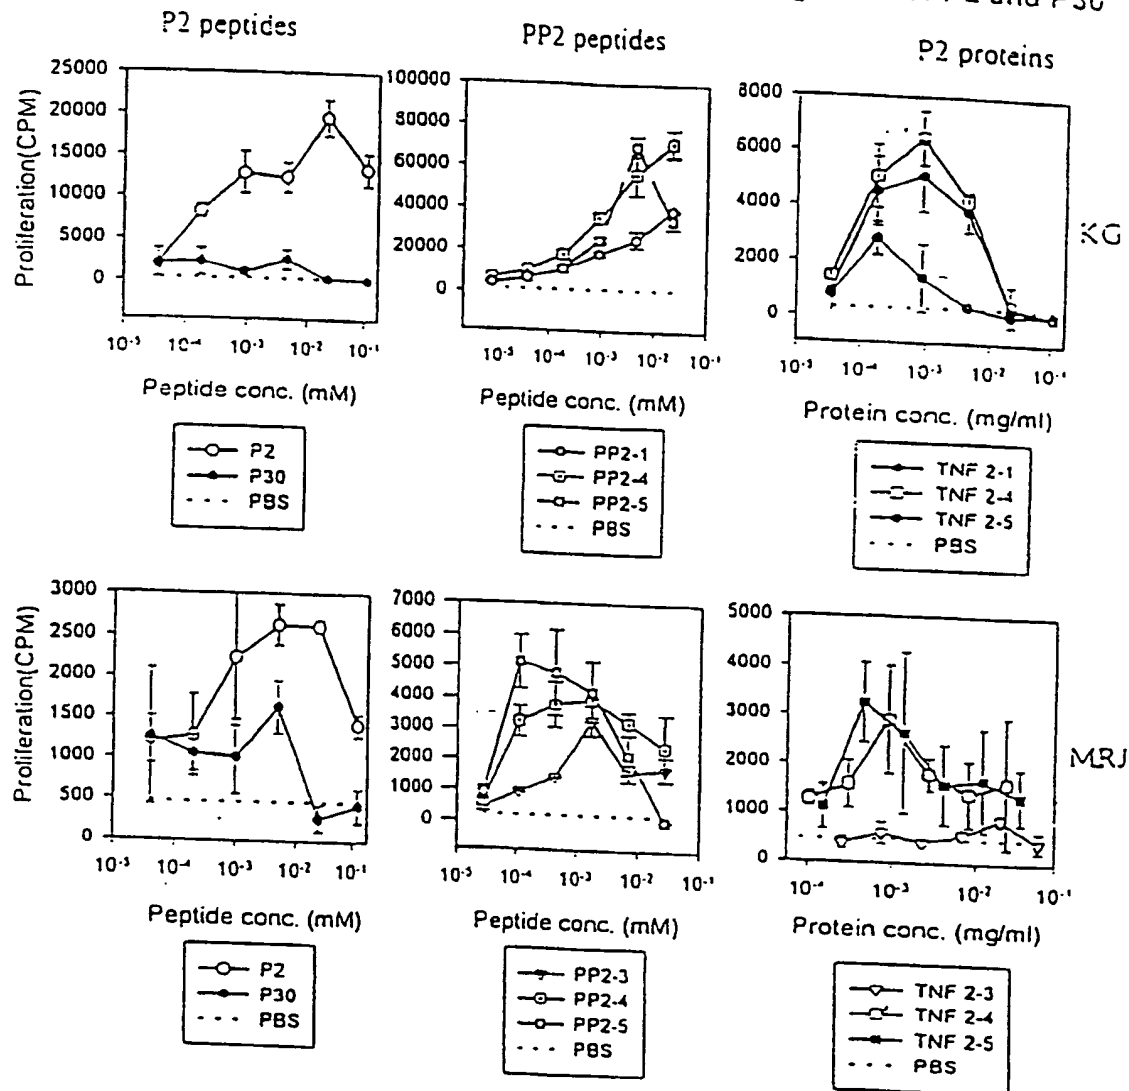 P2 and P30
P2 peptides
PP2 peptides
P2 proteins
Proliferation(CPM)
25000
20000
15000
10000
5000
0
10⁻⁵ 10⁻⁴ 10⁻³ 10⁻² 10⁻¹
Peptide conc. (mM)
P2
P30
PBS
100000
80000
60000
40000
20000
0
10⁻⁵ 10⁻⁴ 10⁻³ 10⁻² 10⁻¹
Peptide conc. (mM)
PP2-1
PP2-4
PP2-5
PBS
8000
6000
4000
2000
0
10⁻⁵ 10⁻⁴ 10⁻³ 10⁻² 10⁻¹
Protein conc. (mg/ml)
TNF 2-1
TNF 2-4
TNF 2-5
PBS
KG
Proliferation(CPM)
3000
2500
2000
1500
1000
500
0
10⁻⁵ 10⁻⁴ 10⁻³ 10⁻² 10⁻¹
Peptide conc. (mM)
P2
P30
PBS
7000
6000
5000
4000
3000
2000
1000
0
10⁻⁵ 10⁻⁴ 10⁻³ 10⁻² 10⁻¹
Peptide conc. (mM)
PP2-3
PP2-4
PP2-5
PBS
5000
4000
3000
2000
1000
0
10⁻⁴ 10⁻³ 10⁻² 10⁻¹
Protein conc. (mg/ml)
TNF 2-3
TNF 2-4
TNF 2-5
PBS
MRJ